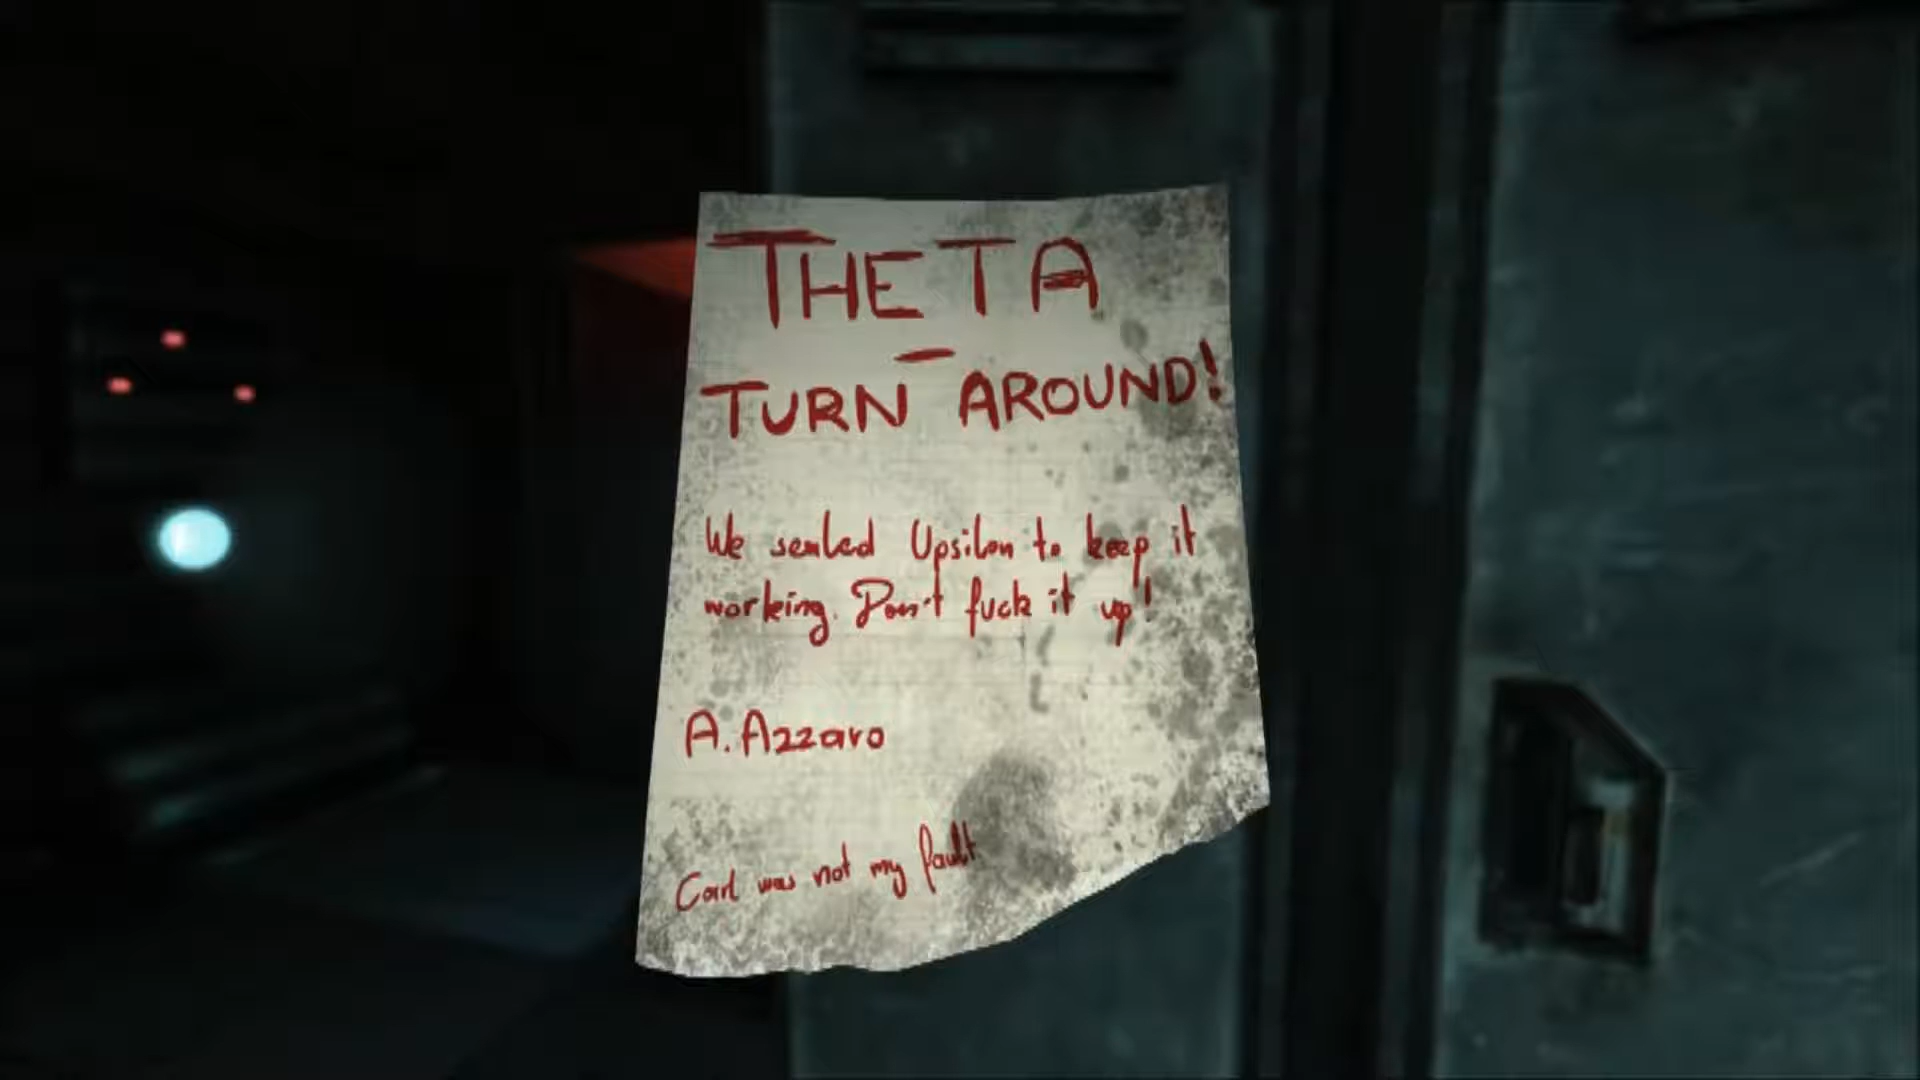 THETA
-
TURN AROUND!
We sealed Upsilon to keep it
working. Don't fuck it up!
A. Azzaro
Carl was not my fault